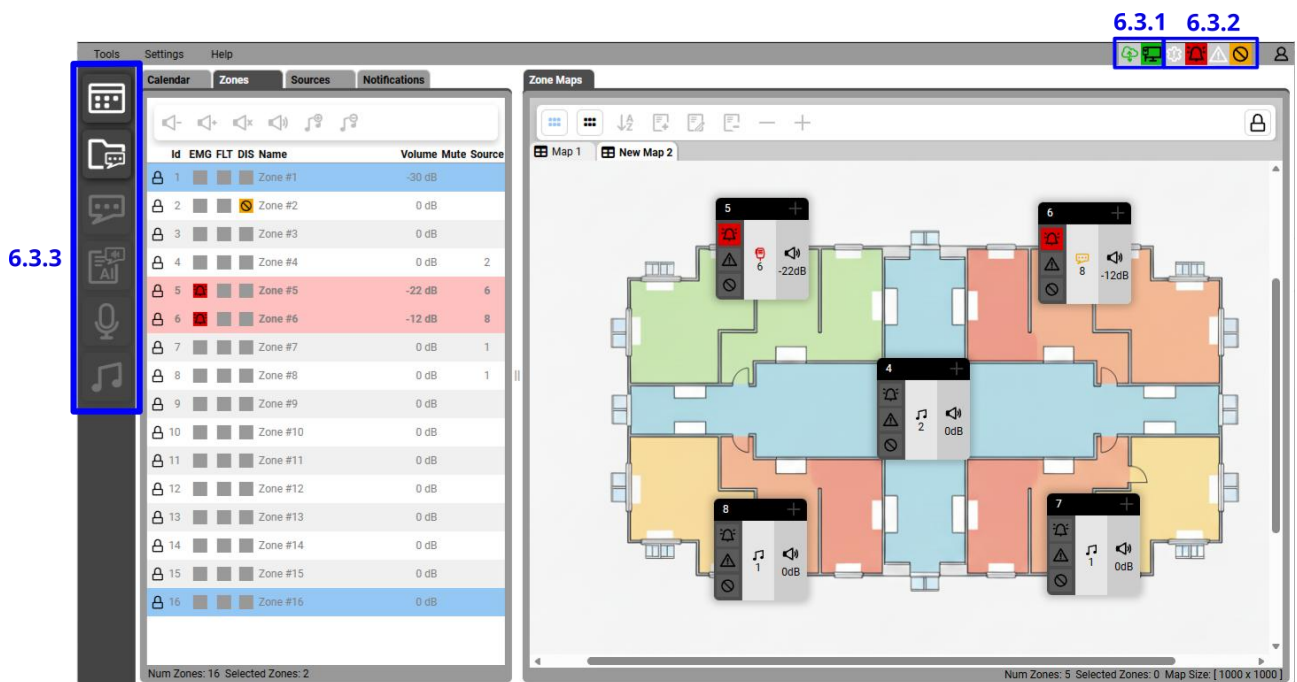 6.3.1 6.3.2
Tools Settings Help
Calendar Zones Sources Notifications
Zone Maps
6.3.3
AI
Id EMG FLT DIS Name Volume Mute Source
1 Zone #1 -30 dB
2 Zone #2 0 dB
3 Zone #3 0 dB
4 Zone #4 0 dB 2
5 Zone #5 -22 dB 6
6 Zone #6 -12 dB 8
7 Zone #7 0 dB 1
8 Zone #8 0 dB 1
9 Zone #9 0 dB
10 Zone #10 0 dB
11 Zone #11 0 dB
12 Zone #12 0 dB
13 Zone #13 0 dB
14 Zone #14 0 dB
15 Zone #15 0 dB
16 Zone #16 0 dB
Num Zones: 16 Selected Zones: 2
Map 1 New Map 2
5
6 -22dB
6
8 -12dB
4
2 0dB
8
1 0dB
7
1 0dB
Num Zones: 5 Selected Zones: 0 Map Size: [ 1000 x 1000 ]